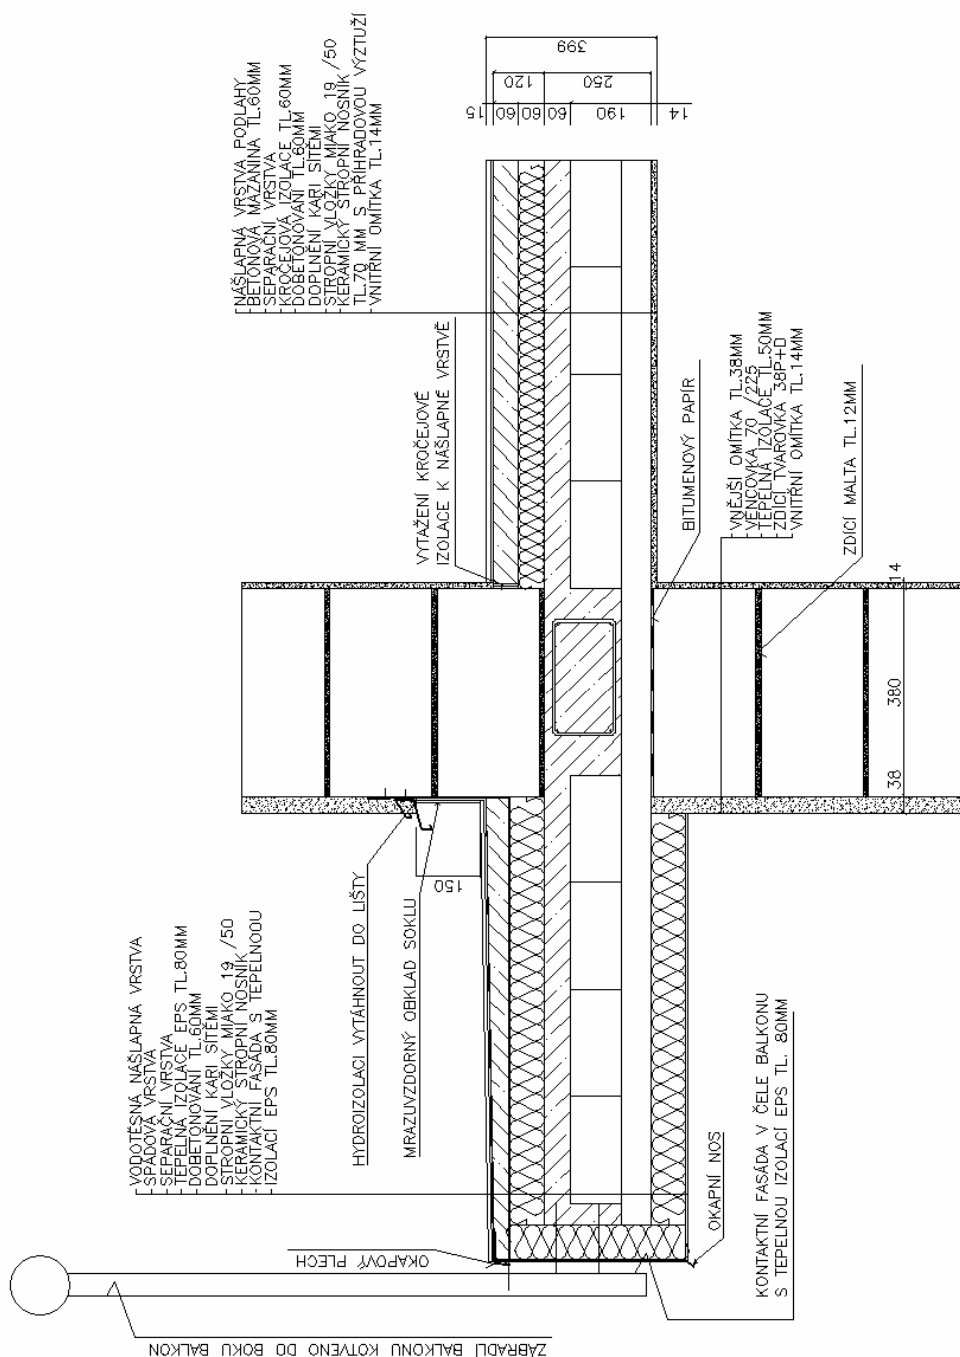 NÁŠLAPNÁ VRSTVA PODLAHY
BETONOVÁ MAZANINA TL.60MM
SEPARAČNÍ VRSTVA
KROČEJOVÁ IZOLACE TL.60MM
DOBETONOVÁNÍ TL.60MM
DOPLNĚNÍ KARI SÍTĚMI
STROPNÍ VLOŽKY MIAKO 19 /50
KERAMICKÝ STROPNÍ NOSNÍK
TL.70 MM S PŘÍHRADOVOU VÝZTUŽÍ
VNITŘNÍ OMÍTKA TL.14MM
399
120
250
15
60
60
60
190
14
VYTAŽENÍ KROČEJOVÉ
IZOLACE K NÁŠLAPNÉ VRSTVĚ
BITUMENOVÝ PAPÍR
VNĚJŠÍ OMÍTKA TL.38MM
VĚNCOVKA 70 /225
TEPELNÁ IZOLACE TL.50MM
ZDÍCÍ TVAROVKA 38P+D
VNITŘNÍ OMÍTKA TL.14MM
ZDÍCÍ MALTA TL.12MM
14
380
38
150
HYDROIZOLACI VYTÁHNOUT DO LIŠTY
MRAZUVZDORNÝ OBKLAD SOKLU
VODOTĚSNÁ NÁŠLAPNÁ VRSTVA
SPÁDOVÁ VRSTVA
SEPARAČNÍ VRSTVA
TEPELNÁ IZOLACE EPS TL.80MM
DOBETONOVÁNÍ TL.60MM
DOPLNĚNÍ KARI SÍTĚMI
STROPNÍ VLOŽKY MIAKO 19 /50
KERAMICKÝ STROPNÍ NOSNÍK
KONTAKTNÍ FASÁDA S TEPELNOOU
IZOLACÍ EPS TL.80MM
OKAPOVÝ PLECH
OKAPNÍ NOS
KONTAKTNÍ FASÁDA V ČELE BALKONU
S TEPELNOU IZOLACÍ EPS TL. 80MM
ZÁBRADLÍ BALKONU KOTVENO DO BOKU BALKON